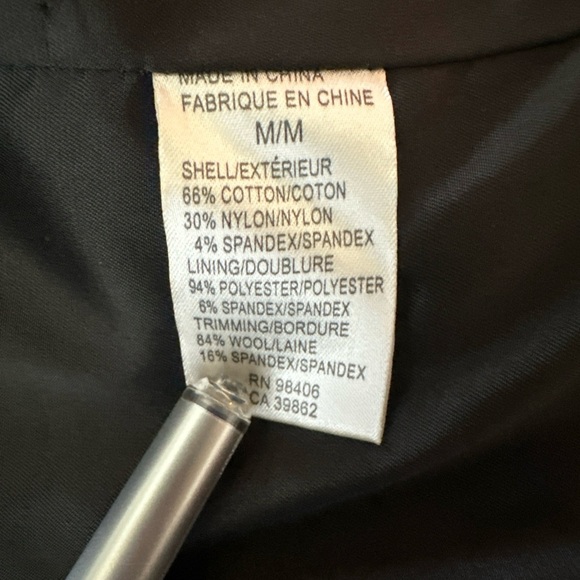 MADE IN CHINA
FABRIQUE EN CHINE
M/M
SHELL/EXTÉRIEUR
66% COTTON/COTON
30% NYLON/NYLON
4% SPANDEX/SPANDEX
LINING/DOUBLURE
94% POLYESTER/POLYESTER
6% SPANDEX/SPANDEX
TRIMMING/BORDURE
84% WOOL/LAINE
16% SPANDEX/SPANDEX
RN 98406
CA 39862